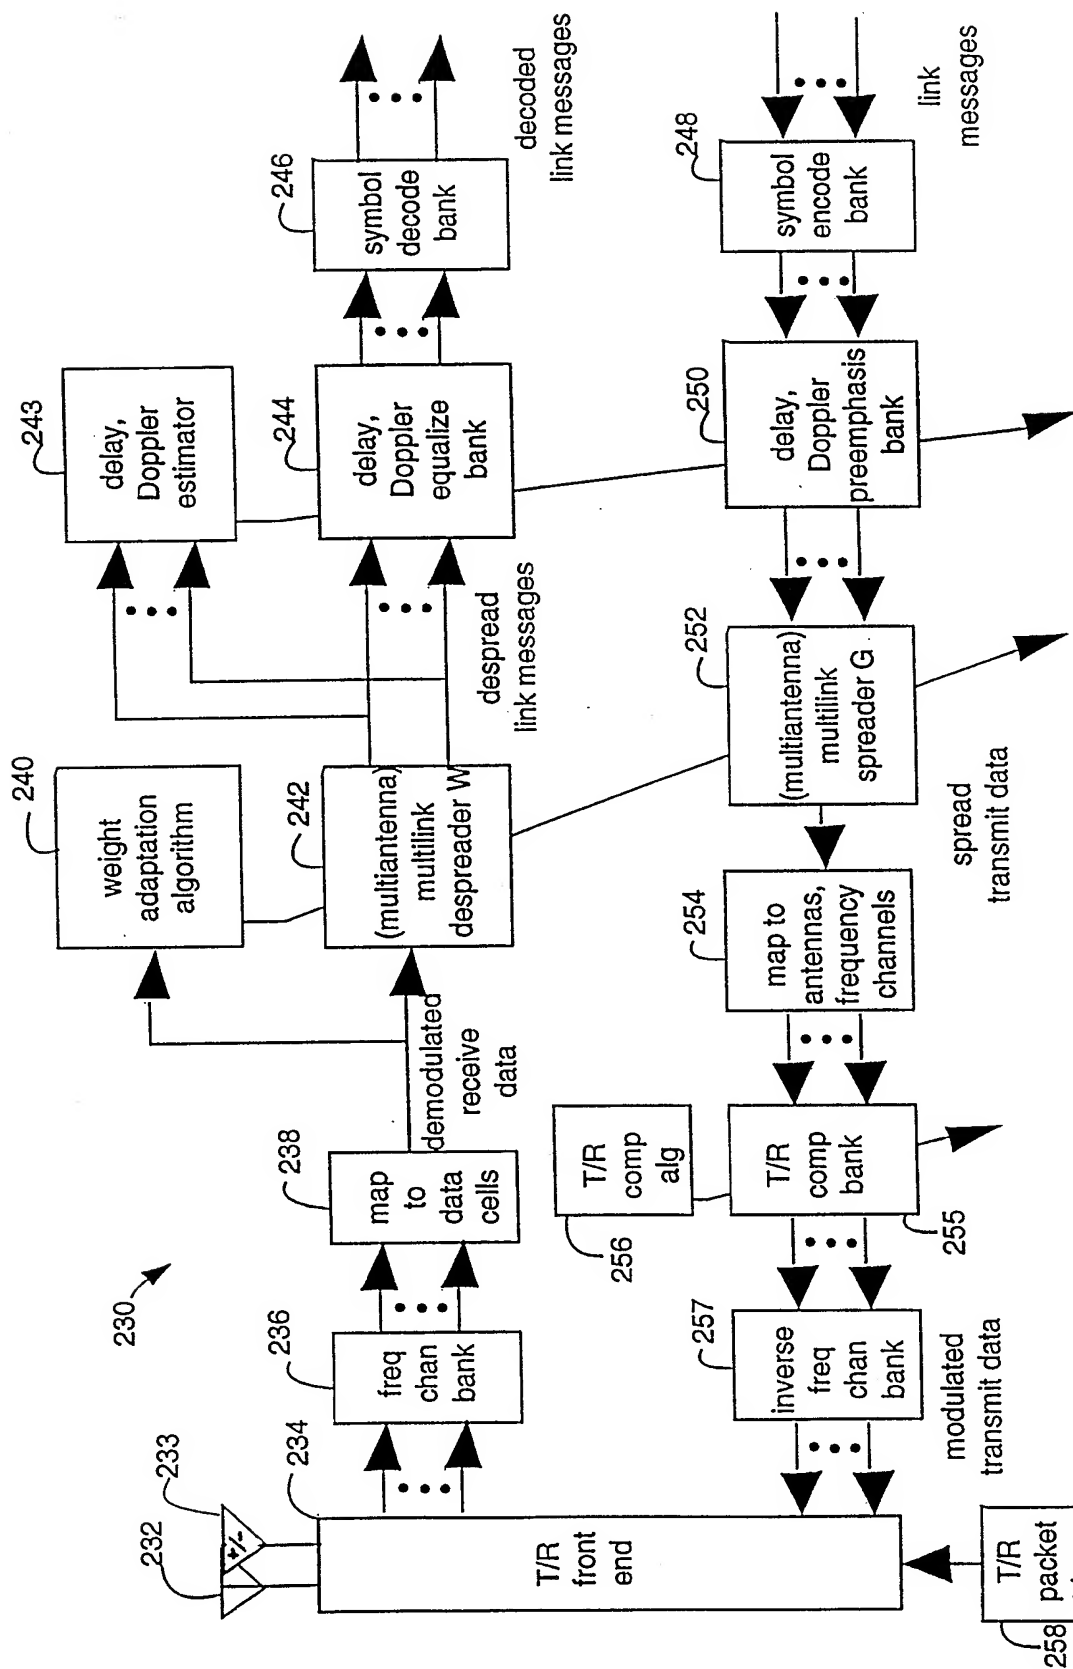 230
232
233
+/-
234
T/R
front
end
236
freq
chan
bank
238
map
to
data
cells
demodulated
receive
data
240
weight
adaptation
algorithm
242
(multiantenna)
multilink
despreader W
despread
link messages
243
delay,
Doppler
estimator
244
delay,
Doppler
equalize
bank
246
symbol
decode
bank
decoded
link messages
link
messages
248
symbol
encode
bank
250
delay,
Doppler
preemphasis
bank
252
(multiantenna)
multilink
spreader G
spread
transmit data
254
map to
antennas,
frequency
channels
255
T/R
comp
bank
256
T/R
comp
alg
257
inverse
freq
chan
bank
modulated
transmit data
258
T/R
packet